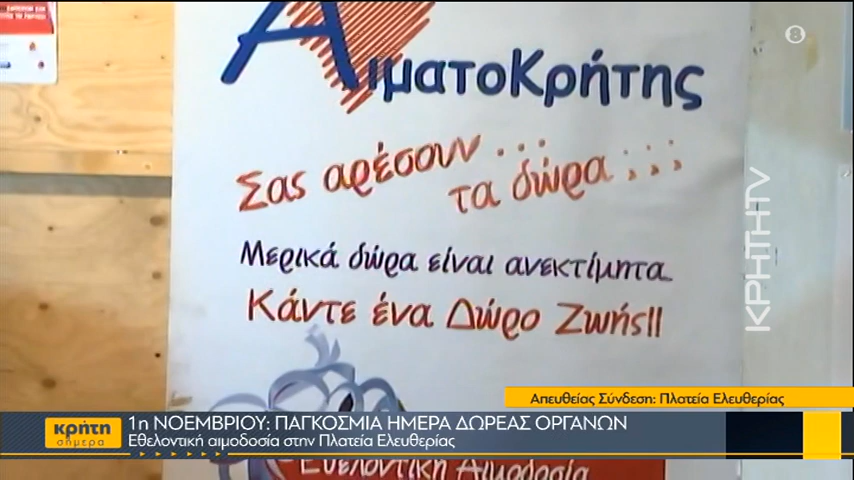 ΑιματοΚρήτης
Σας αρέσουν...
τα δώρα;;;
Μερικά δώρα είναι ανεκτίμητα
Κάντε ένα Δώρο Ζωής!!
ΚΡΗΤΗTV
Απευθείας Σύνδεση: Πλατεία Ελευθερίας
κρήτη
σήμερα
1η ΝΟΕΜΒΡΙΟΥ: ΠΑΓΚΟΣΜΙΑ ΗΜΕΡΑ ΔΩΡΕΑΣ ΟΡΓΑΝΩΝ
Εθελοντική αιμοδοσία στην Πλατεία Ελευθερίας
Εθελοντική Αιμοδοσία
8